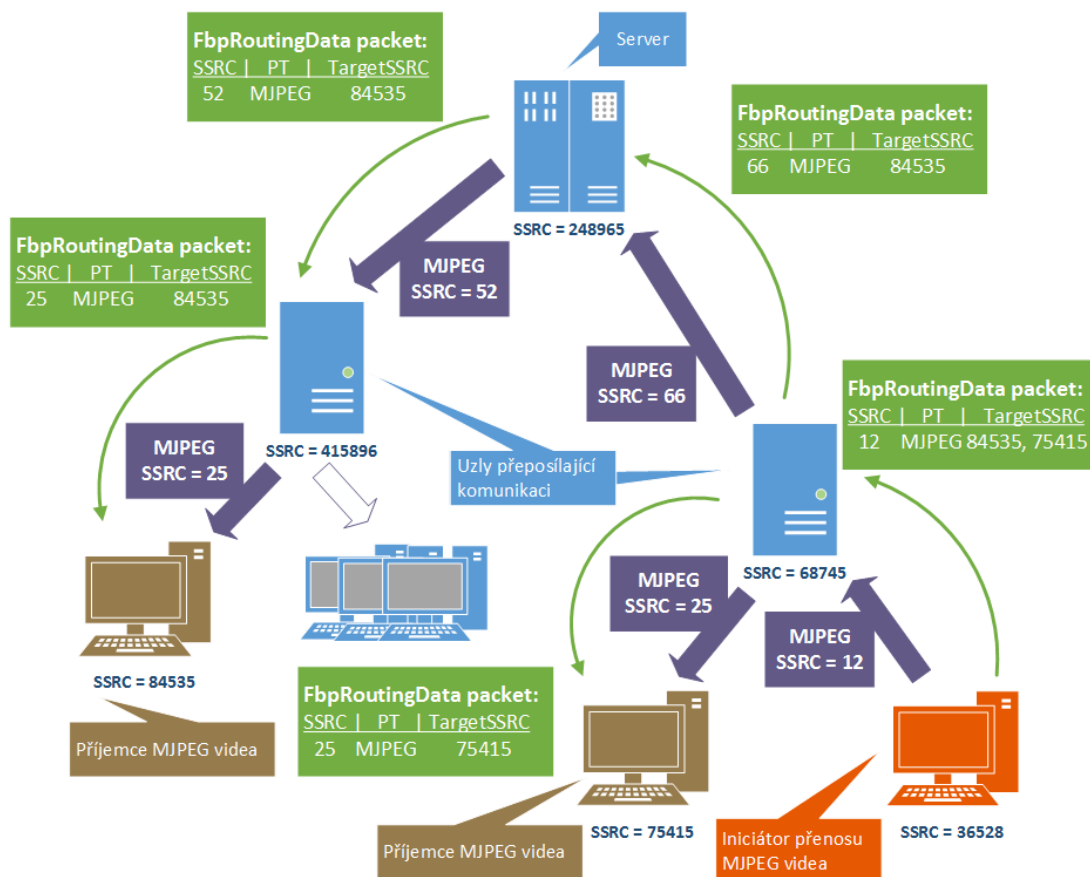 FbpRoutingData packet:
SSRC | PT | TargetSSRC
52 MJPEG 84535
Server
FbpRoutingData packet:
SSRC | PT | TargetSSRC
66 MJPEG 84535
SSRC = 248965
FbpRoutingData packet:
SSRC | PT | TargetSSRC
25 MJPEG 84535
MJPEG
SSRC = 52
MJPEG
SSRC = 66
FbpRoutingData packet:
SSRC | PT | TargetSSRC
12 MJPEG 84535, 75415
SSRC = 415896
MJPEG
SSRC = 25
Uzly přeposílající
komunikaci
SSRC = 68745
MJPEG
SSRC = 25
MJPEG
SSRC = 12
SSRC = 84535
FbpRoutingData packet:
SSRC | PT | TargetSSRC
25 MJPEG 75415
Příjemce MJPEG videa
SSRC = 75415
SSRC = 36528
Příjemce MJPEG videa
Iniciátor přenosu
MJPEG videa